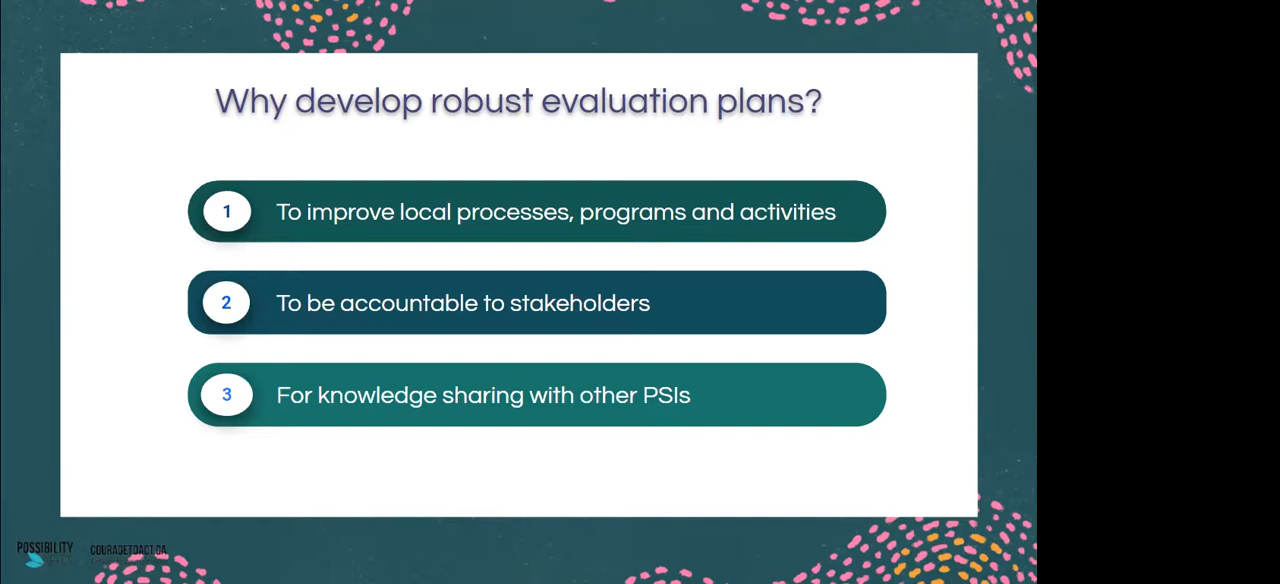 Why develop robust evaluation plans?
1 To improve local processes, programs and activities
2 To be accountable to stakeholders
3 For knowledge sharing with other PSIs
POSSIBILITY
COURAGETOACT.CA